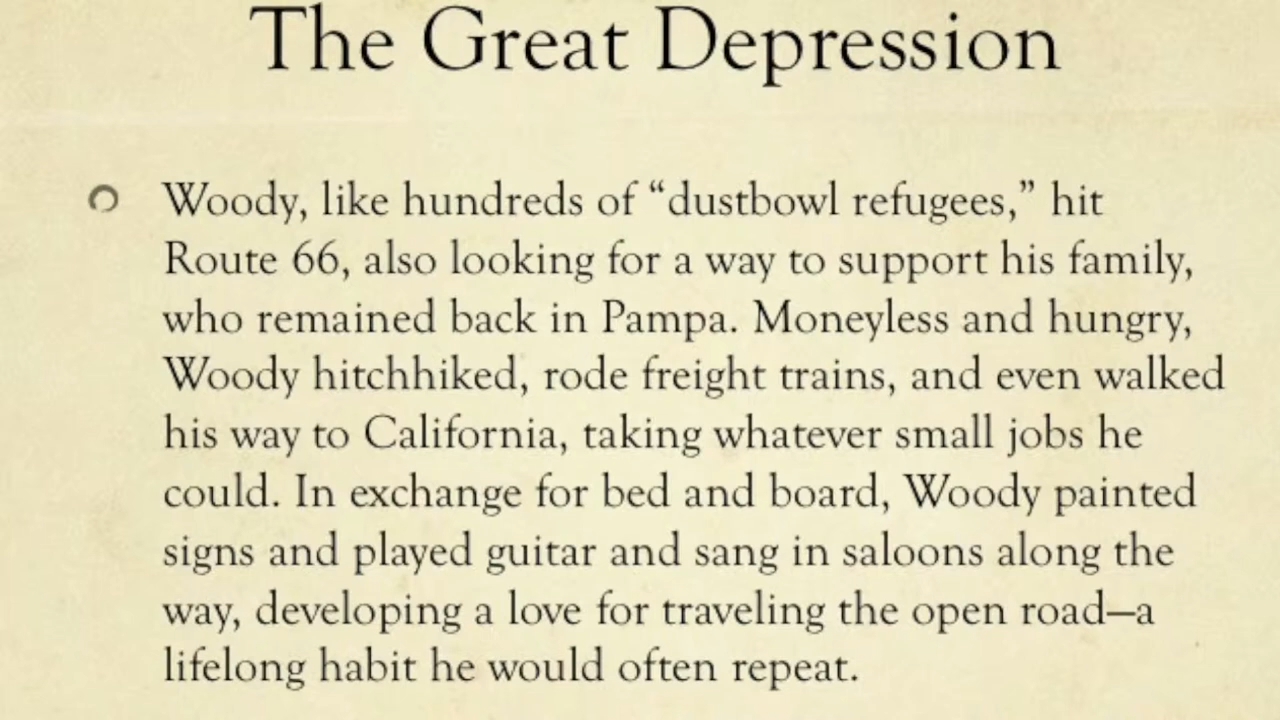 The Great Depression
Woody, like hundreds of “dustbowl refugees,” hit
Route 66, also looking for a way to support his family,
who remained back in Pampa. Moneyless and hungry,
Woody hitchhiked, rode freight trains, and even walked
his way to California, taking whatever small jobs he
could. In exchange for bed and board, Woody painted
signs and played guitar and sang in saloons along the
way, developing a love for traveling the open road—a
lifelong habit he would often repeat.